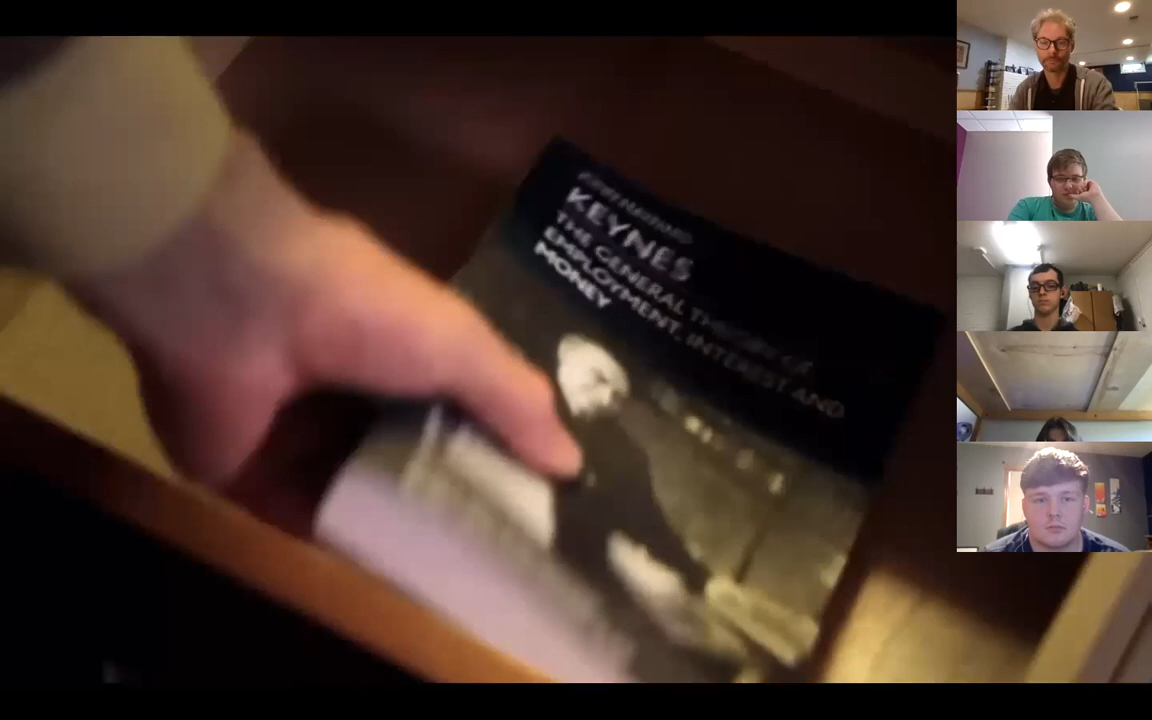 KEYNES
THE GENERAL THEORY OF
EMPLOYMENT, INTEREST AND
MONEY